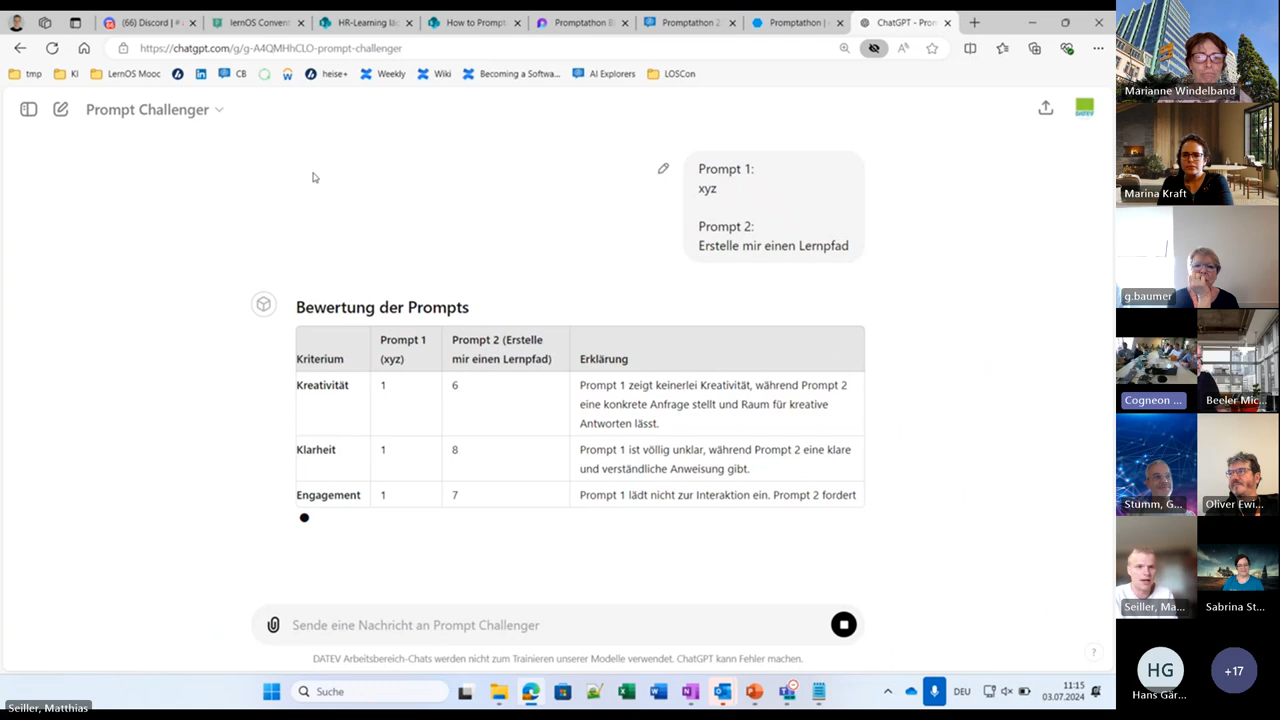 (66) Discord | #
lernOS Convent
HR-Learning lä
How to Prompt
Promptathon B
Promptathon 2
Promptathon |
ChatGPT - Pron
https://chatgpt.com/g/g-A4QMHhCLO-prompt-challenger
tmp
KI
LernOS Mooc
CB
heise+
Weekly
Wiki
Becoming a Softwa...
AI Explorers
LOSCon
Prompt Challenger
DATEV
Prompt 1:
xyz
Prompt 2:
Erstelle mir einen Lernpfad
Bewertung der Prompts
Kriterium
Prompt 1 (xyz)
Prompt 2 (Erstelle mir einen Lernpfad)
Erklärung
Kreativität
1
6
Prompt 1 zeigt keinerlei Kreativität, während Prompt 2
eine konkrete Anfrage stellt und Raum für kreative
Antworten lässt.
Klarheit
1
8
Prompt 1 ist völlig unklar, während Prompt 2 eine klare
und verständliche Anweisung gibt.
Engagement
1
7
Prompt 1 lädt nicht zur Interaktion ein. Prompt 2 fordert
Sende eine Nachricht an Prompt Challenger
DATEV Arbeitsbereich-Chats werden nicht zum Trainieren unserer Modelle verwendet. ChatGPT kann Fehler machen.
?
Suche
DEU
11:15
03.07.2024
Seiller, Matthias
Marianne Windelband
Marina Kraft
g.baumer
Cogneon ...
Beeler Mic...
Stumm, G...
Oliver Ewi...
Seiller, Ma...
Sabrina St...
HG
Hans Gär...
+17